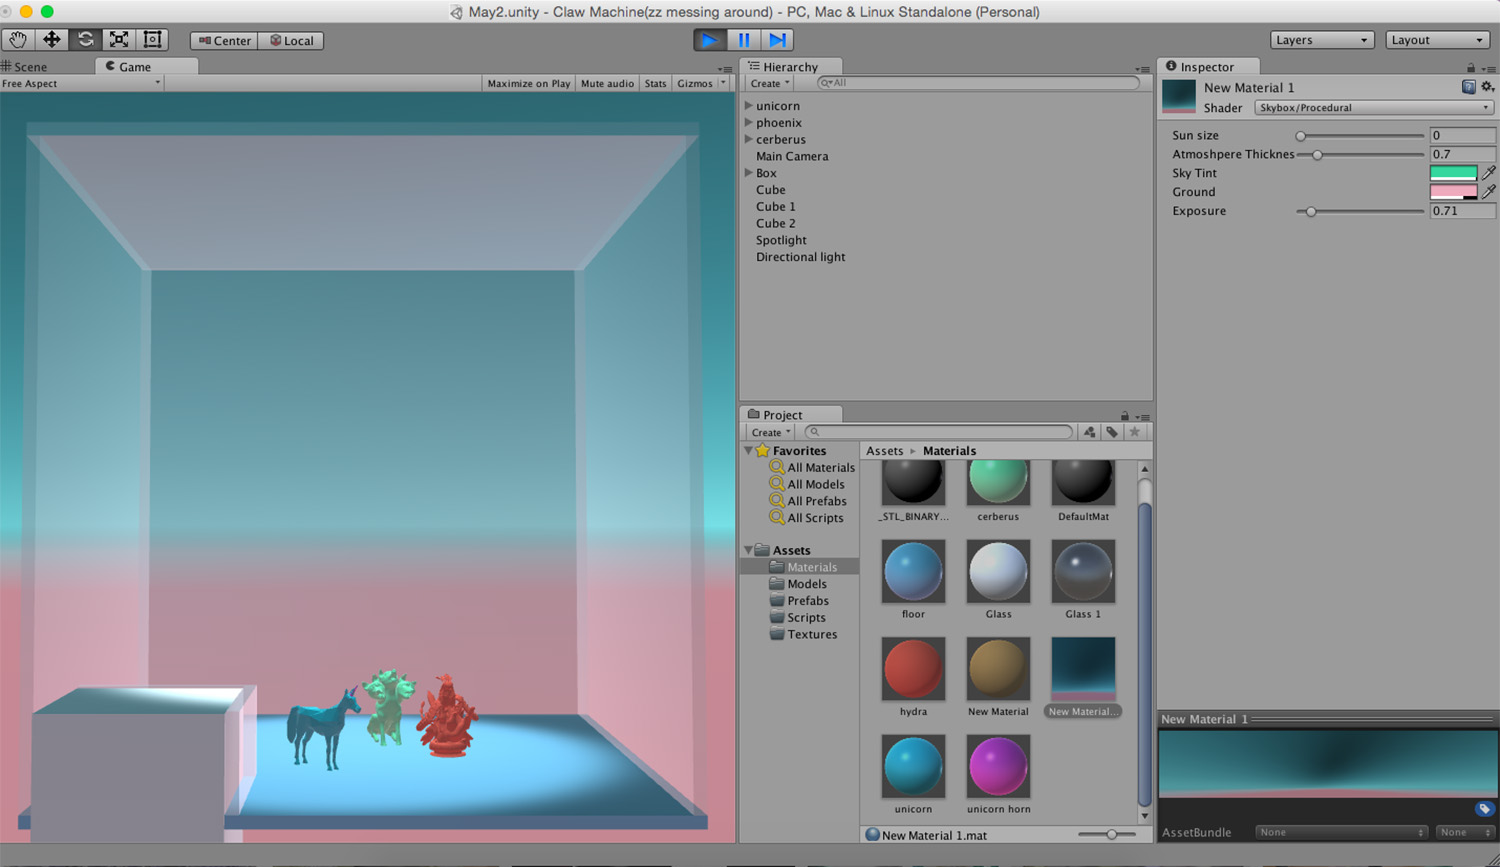 May2.unity - Claw Machine(zz messing around) - PC, Mac & Linux Standalone (Personal)
Center Local
Layers Layout
Scene Game
Free Aspect Maximize on Play Mute audio Stats Gizmos
Hierarchy
Create All
unicorn
phoenix
cerberus
Main Camera
Box
Cube
Cube 1
Cube 2
Spotlight
Directional light
Project
Create
Favorites
All Materials
All Models
All Prefabs
All Scripts
Assets
Materials
Models
Prefabs
Scripts
Textures
Assets Materials
_STL_BINARY... cerberus DefaultMat
floor Glass Glass 1
hydra New Material New Material...
unicorn unicorn horn
New Material 1.mat
Inspector
New Material 1
Shader Skybox/Procedural
Sun size 0
Atmoshpere Thicknes 0.7
Sky Tint
Ground
Exposure 0.71
New Material 1
AssetBundle None None